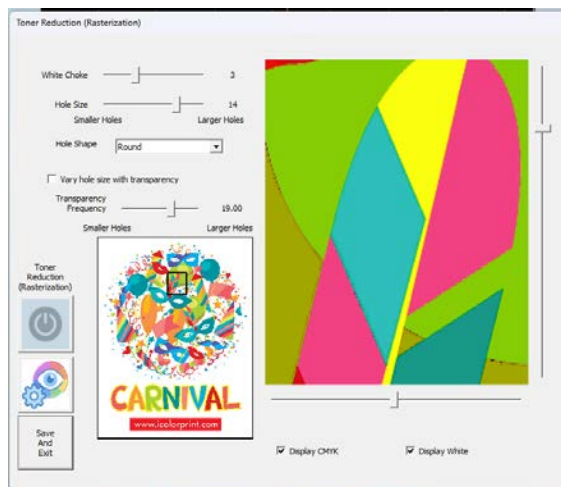 Toner Reduction (Rasterization)
White Choke 3
Hole Size 14
Smaller Holes Larger Holes
Hole Shape Round
Vary hole size with transparency
Transparency
Frequency 19.00
Smaller Holes Larger Holes
Toner
Reduction
(Rasterization)
CARNIVAL
www.icolorprint.com
Save
And
Exit
Display CMYK Display White